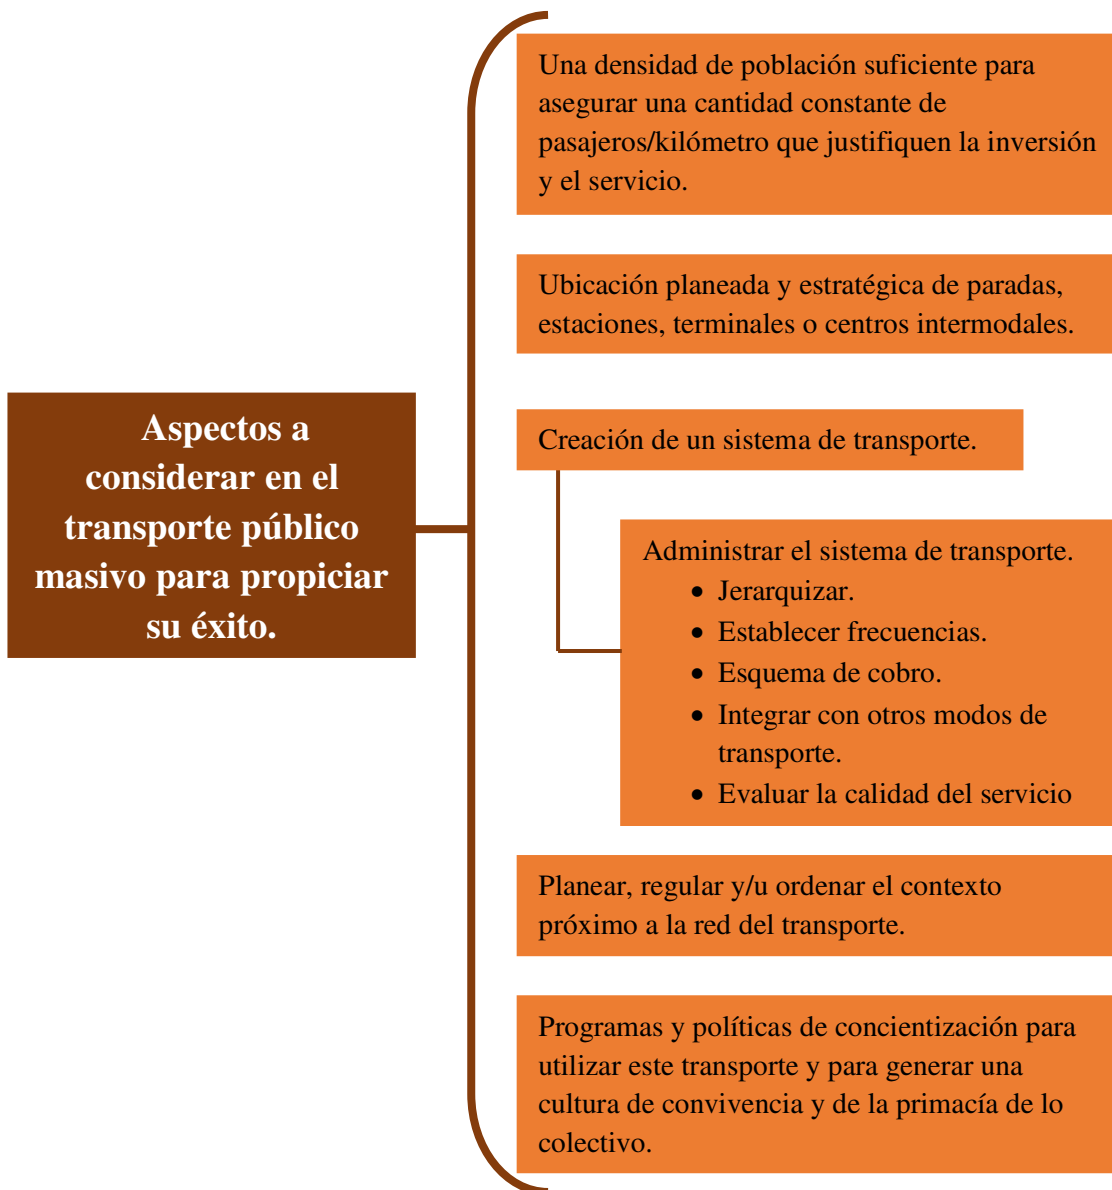 Aspectos a
considerar en el
transporte público
masivo para propiciar
su éxito.
Una densidad de población suficiente para
asegurar una cantidad constante de
pasajeros/kilómetro que justifiquen la inversión
y el servicio.
Ubicación planeada y estratégica de paradas,
estaciones, terminales o centros intermodales.
Creación de un sistema de transporte.
Administrar el sistema de transporte.
• Jerarquizar.
• Establecer frecuencias.
• Esquema de cobro.
• Integrar con otros modos de
transporte.
• Evaluar la calidad del servicio
Planear, regular y/u ordenar el contexto
próximo a la red del transporte.
Programas y políticas de concientización para
utilizar este transporte y para generar una
cultura de convivencia y de la primacía de lo
colectivo.